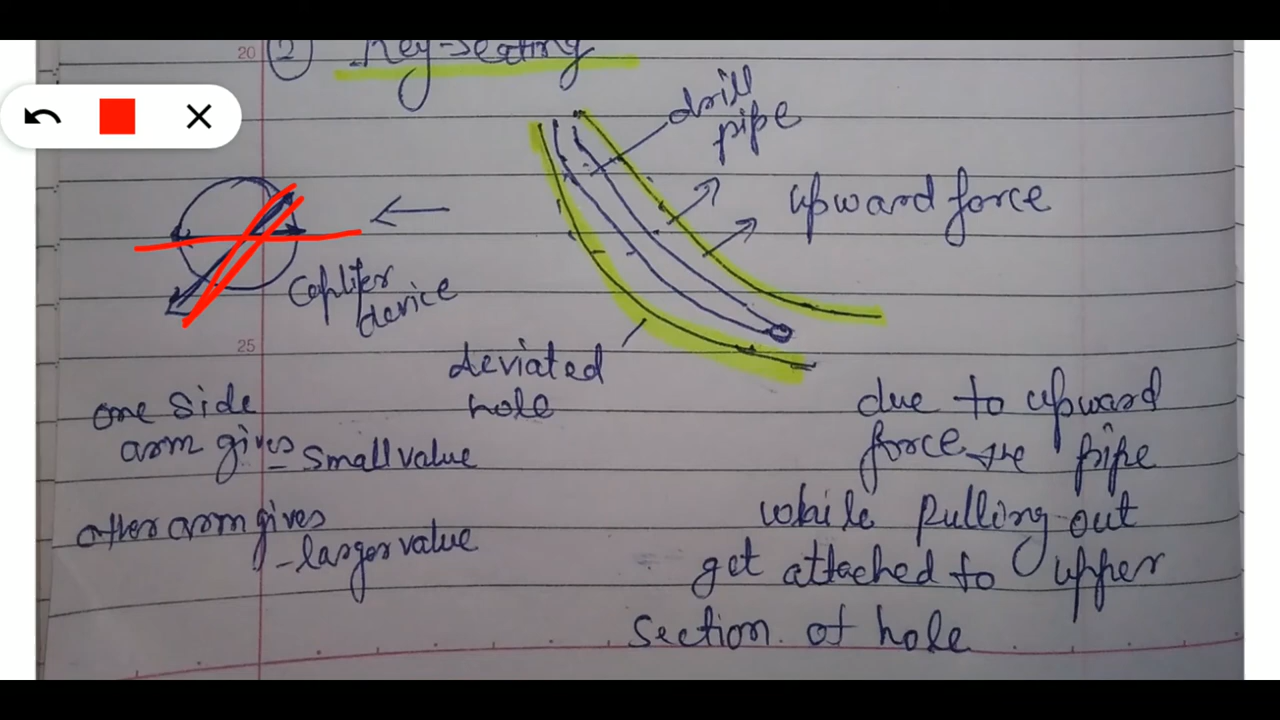 20
② Key-seating
drill
pipe
upward force
Capliper
device
25
deviated
hole
one side
arm gives
- small value
other arm gives
- larger value
due to upward
force the pipe
while pulling out
get attached to upper
section of hole